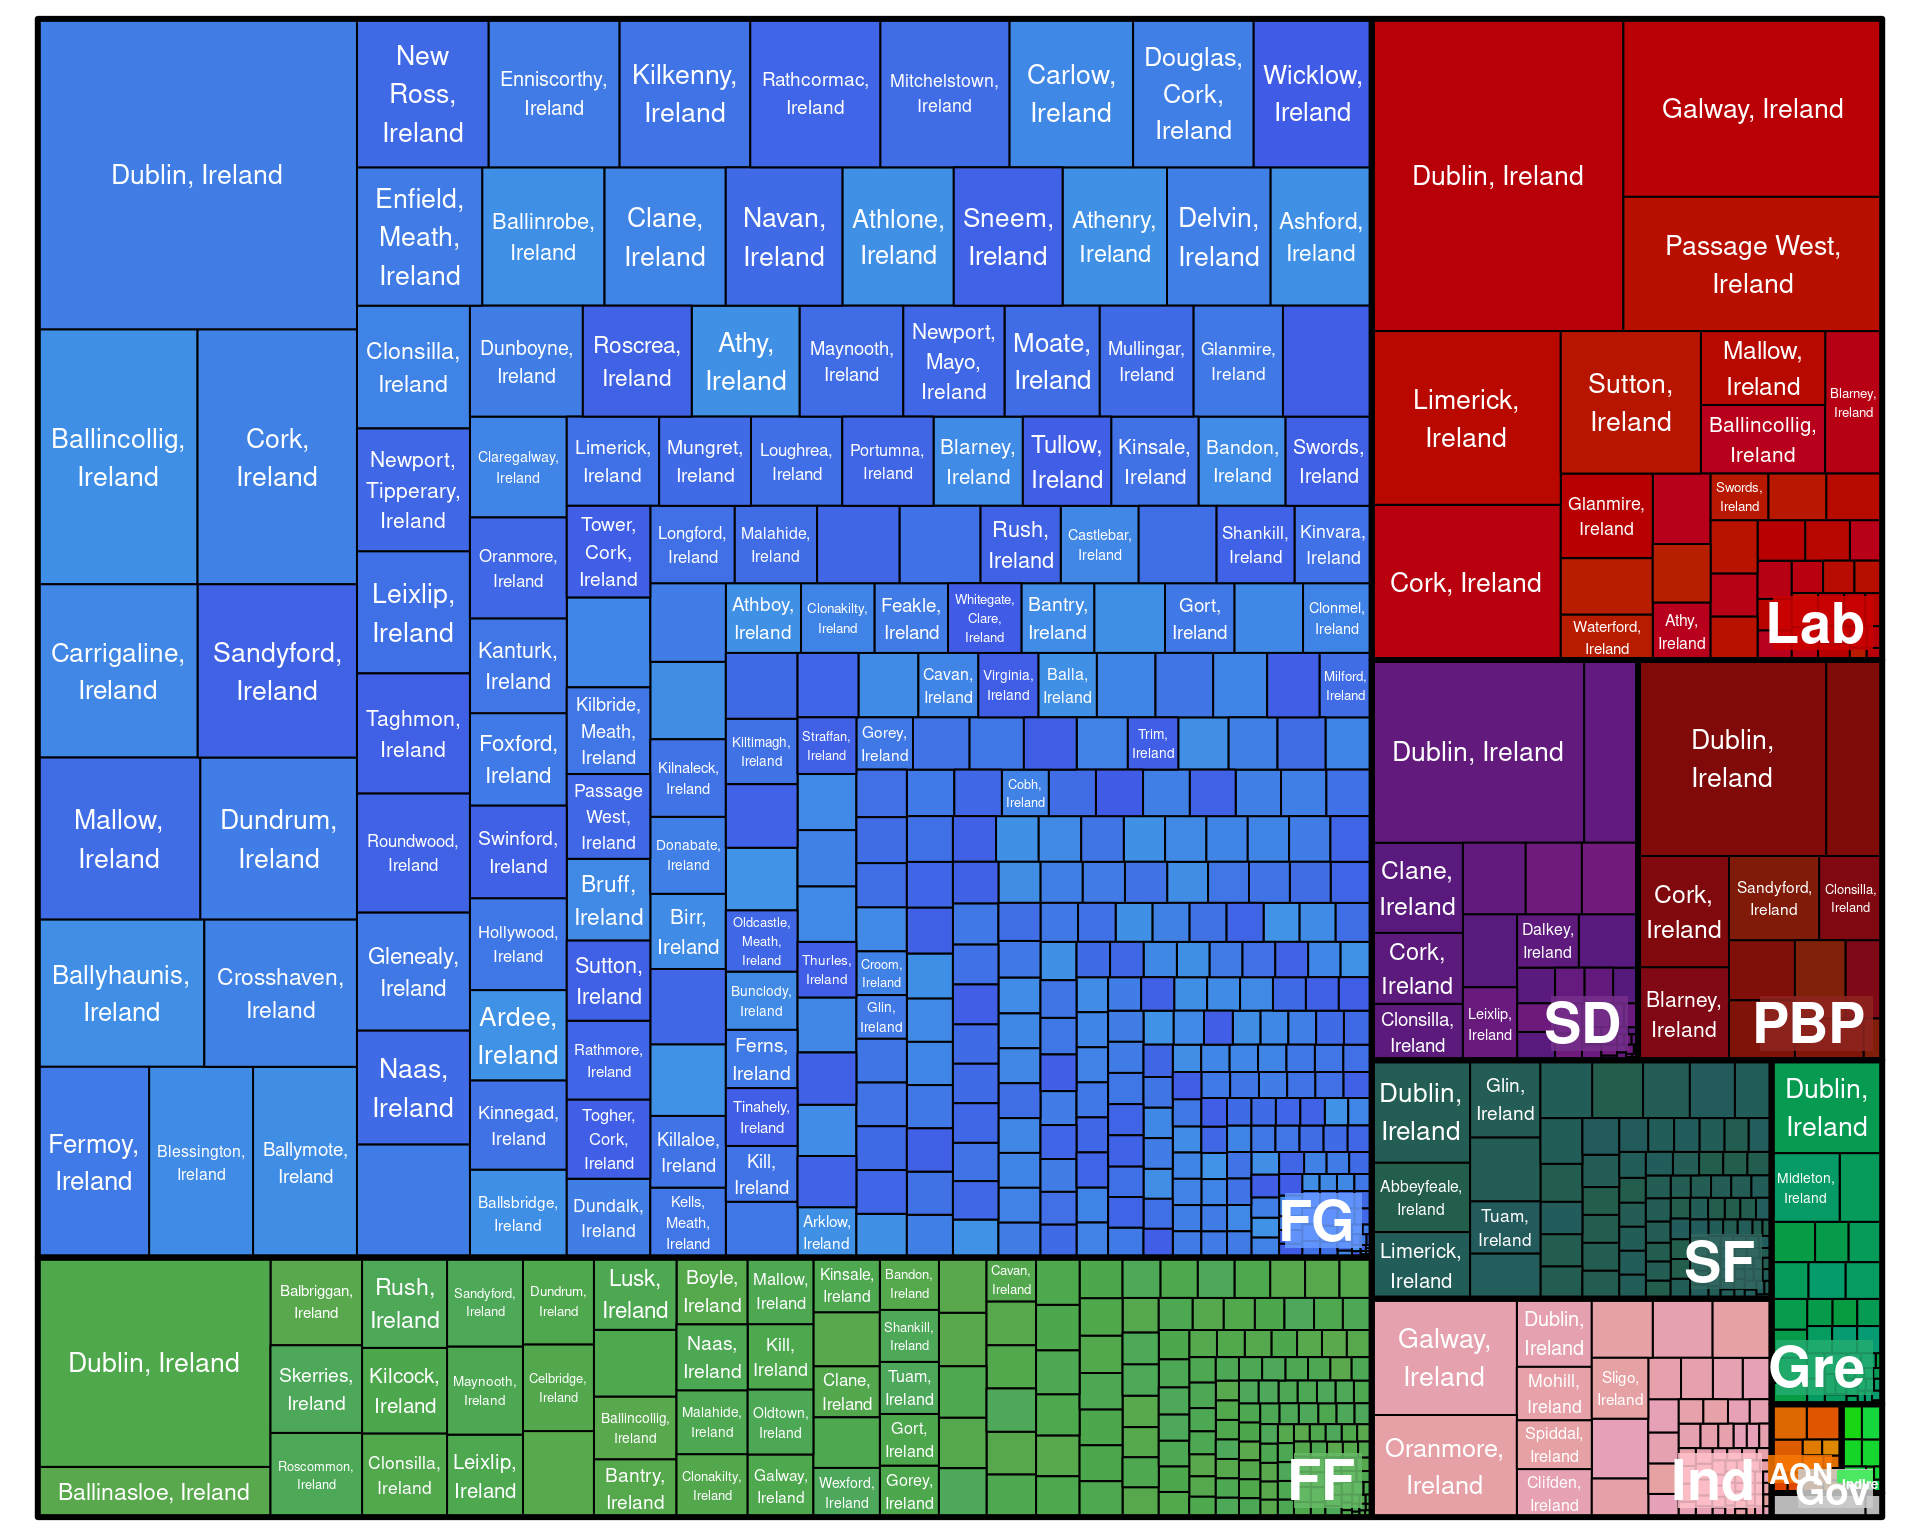 Dublin, Ireland
Ballincollig,
Ireland
Cork,
Ireland
Carrigaline,
Ireland
Sandyford,
Ireland
Mallow,
Ireland
Dundrum,
Ireland
Ballyhaunis,
Ireland
Crosshaven,
Ireland
Fermoy,
Ireland
Blessington,
Ireland
Ballymote,
Ireland
New
Ross,
Ireland
Enniscorthy,
Ireland
Kilkenny,
Ireland
Rathcormac,
Ireland
Mitchelstown,
Ireland
Carlow,
Ireland
Douglas,
Cork,
Ireland
Wicklow,
Ireland
Enfield,
Meath,
Ireland
Ballinrobe,
Ireland
Clane,
Ireland
Navan,
Ireland
Athlone,
Ireland
Sneem,
Ireland
Athenry,
Ireland
Delvin,
Ireland
Ashford,
Ireland
Clonsilla,
Ireland
Newport,
Tipperary,
Ireland
Leixlip,
Ireland
Taghmon,
Ireland
Roundwood,
Ireland
Glenealy,
Ireland
Naas,
Ireland
Dunboyne,
Ireland
Roscrea,
Ireland
Athy,
Ireland
Maynooth,
Ireland
Newport,
Mayo,
Ireland
Moate,
Ireland
Mullingar,
Ireland
Glanmire,
Ireland
Claregalway,
Ireland
Oranmore,
Ireland
Kanturk,
Ireland
Foxford,
Ireland
Swinford,
Ireland
Hollywood,
Ireland
Ardee,
Ireland
Kinnegad,
Ireland
Ballsbridge,
Ireland
Limerick,
Ireland
Mungret,
Ireland
Loughrea,
Ireland
Portumna,
Ireland
Blarney,
Ireland
Tullow,
Ireland
Kinsale,
Ireland
Bandon,
Ireland
Swords,
Ireland
Tower,
Cork,
Ireland
Kilbride,
Meath,
Ireland
Passage
West,
Ireland
Bruff,
Ireland
Sutton,
Ireland
Rathmore,
Ireland
Togher,
Cork,
Ireland
Dundalk,
Ireland
Longford,
Ireland
Malahide,
Ireland
Rush,
Ireland
Castlebar,
Ireland
Shankill,
Ireland
Kinvara,
Ireland
Kilnaleck,
Ireland
Donabate,
Ireland
Birr,
Ireland
Killaloe,
Ireland
Kells,
Meath,
Ireland
Athboy,
Ireland
Clonakilty,
Ireland
Feakle,
Ireland
Whitegate,
Clare,
Ireland
Bantry,
Ireland
Gort,
Ireland
Clonmel,
Ireland
Kiltimagh,
Ireland
Oldcastle,
Meath,
Ireland
Bunclody,
Ireland
Ferns,
Ireland
Tinahely,
Ireland
Kill,
Ireland
Cavan,
Ireland
Virginia,
Ireland
Balla,
Ireland
Milford,
Ireland
Straffan,
Ireland
Thurles,
Ireland
Arklow,
Ireland
Gorey,
Ireland
Trim,
Ireland
Croom,
Ireland
Glin,
Ireland
Cobh,
Ireland
FG
Dublin, Ireland
Ballinasloe, Ireland
Balbriggan,
Ireland
Skerries,
Ireland
Roscommon,
Ireland
Rush,
Ireland
Kilcock,
Ireland
Clonsilla,
Ireland
Sandyford,
Ireland
Maynooth,
Ireland
Leixlip,
Ireland
Dundrum,
Ireland
Celbridge,
Ireland
Lusk,
Ireland
Ballincollig,
Ireland
Bantry,
Ireland
Boyle,
Ireland
Naas,
Ireland
Malahide,
Ireland
Clonakilty,
Ireland
Mallow,
Ireland
Kill,
Ireland
Oldtown,
Ireland
Galway,
Ireland
Kinsale,
Ireland
Clane,
Ireland
Wexford,
Ireland
Bandon,
Ireland
Shankill,
Ireland
Tuam,
Ireland
Gort,
Ireland
Gorey,
Ireland
Cavan,
Ireland
FF
Dublin, Ireland
Galway, Ireland
Passage West,
Ireland
Limerick,
Ireland
Cork, Ireland
Sutton,
Ireland
Mallow,
Ireland
Ballincollig,
Ireland
Blarney,
Ireland
Glanmire,
Ireland
Waterford,
Ireland
Athy,
Ireland
Swords,
Ireland
Lab
Dublin, Ireland
Clane,
Ireland
Cork,
Ireland
Clonsilla,
Ireland
Leixlip,
Ireland
Dalkey,
Ireland
SD
Dublin,
Ireland
Cork,
Ireland
Blarney,
Ireland
Sandyford,
Ireland
Clonsilla,
Ireland
PBP
Dublin,
Ireland
Abbeyfeale,
Ireland
Limerick,
Ireland
Glin,
Ireland
Tuam,
Ireland
SF
Dublin,
Ireland
Midleton,
Ireland
Gre
Galway,
Ireland
Oranmore,
Ireland
Dublin,
Ireland
Mohill,
Ireland
Spiddal,
Ireland
Clifden,
Ireland
Sligo,
Ireland
Ind
AON
Gov